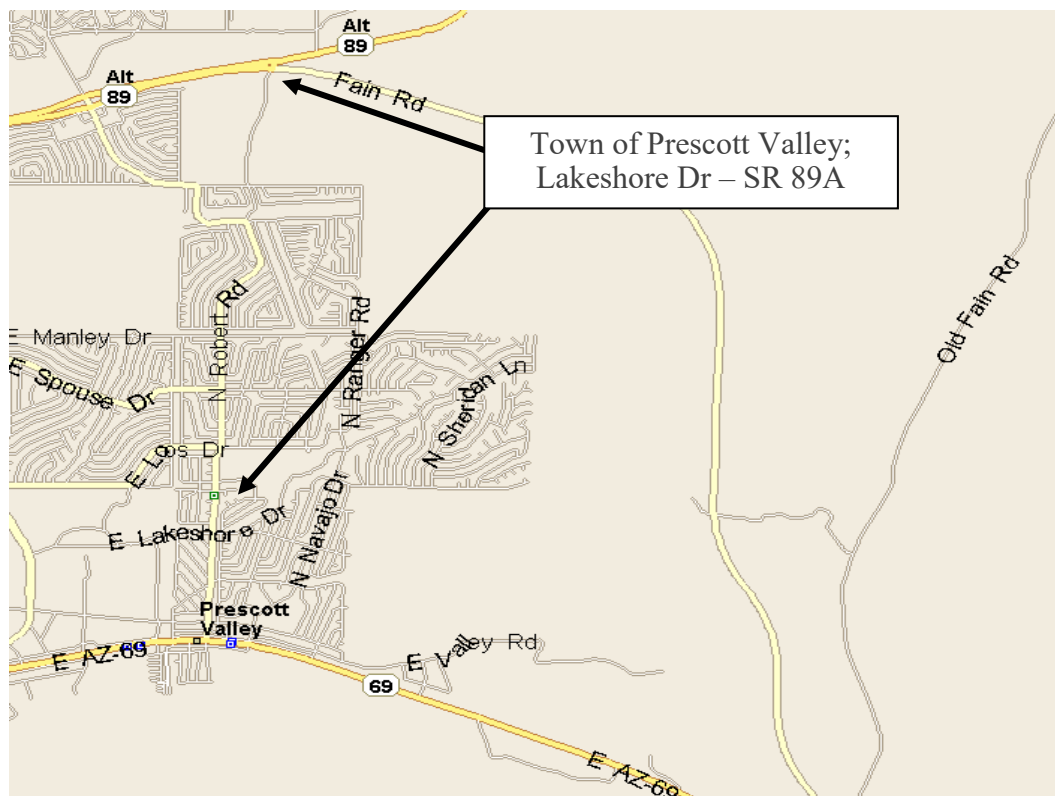 Alt
89
Alt
89
Fain Rd
Town of Prescott Valley;
Lakeshore Dr – SR 89A
Old Fain Rd
N Robert Rd
N Ranger Rd
E Manley Dr
E Spouse Dr
N Sherican Ln
E Loos Dr
E Lakeshore Dr
N Navajo Dr
Prescott
Valley
E AZ-69
E Valley Rd
69
E AZ-69